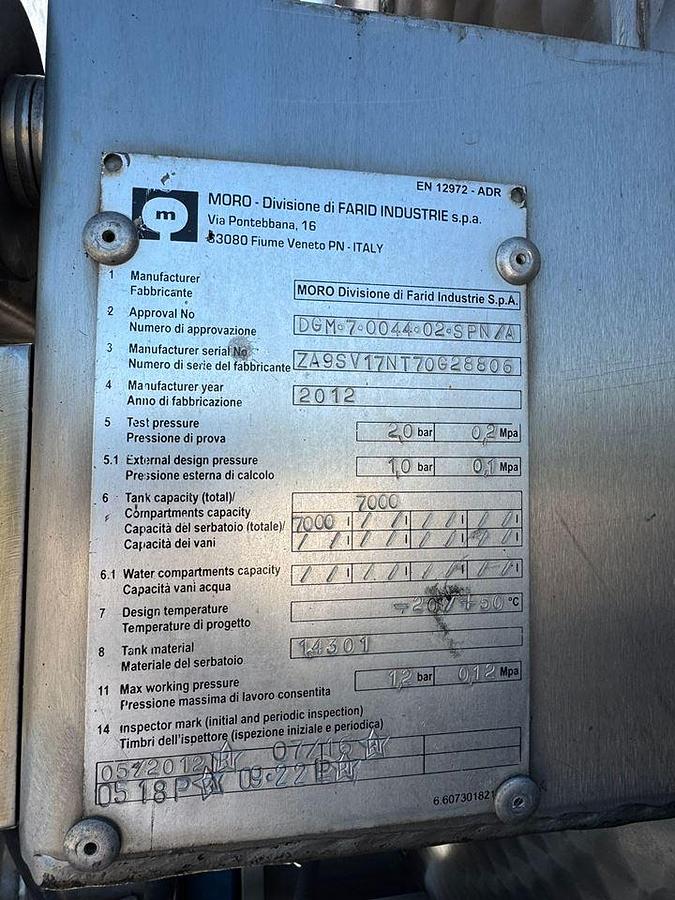 EN 12972 - ADR
m
MORO - Divisione di FARID INDUSTRIE s.p.a.
Via Pontebbana, 16
33080 Fiume Veneto PN - ITALY
1 Manufacturer
Fabbricante
MORO Divisione di Farid Industrie S.p.A.
2 Approval No
Numero di approvazione
DGM-7-0044-02-SPN/A
3 Manufacturer serial No
Numero di serie del fabbricante
ZA9SV17NT70G28806
4 Manufacturer year
Anno di fabbricazione
2012
5 Test pressure
Pressione di prova
2,0 bar 0,2 Mpa
5.1 External design pressure
Pressione esterna di calcolo
1,0 bar 0,1 Mpa
6 Tank capacity (total)/
Compartments capacity
Capacità del serbatoio (totale)/
Capacità dei vani
7000
7000 l / / l / / l / / l
/ / l / / l / / l / / l
6.1 Water compartments capacity
Capacità vani acqua
/ / l / / l / / l / / l
7 Design temperature
Temperature di progetto
-20/+50 °C
8 Tank material
Materiale del serbatoio
14301
11 Max working pressure
Pressione massima di lavoro consentita
1,2 bar 0,12 Mpa
14 Inspector mark (initial and periodic inspection)
Timbri dell'ispettore (ispezione iniziale e periodica)
05/2012 07/16
05 18 P 09-22 P
6.607301821